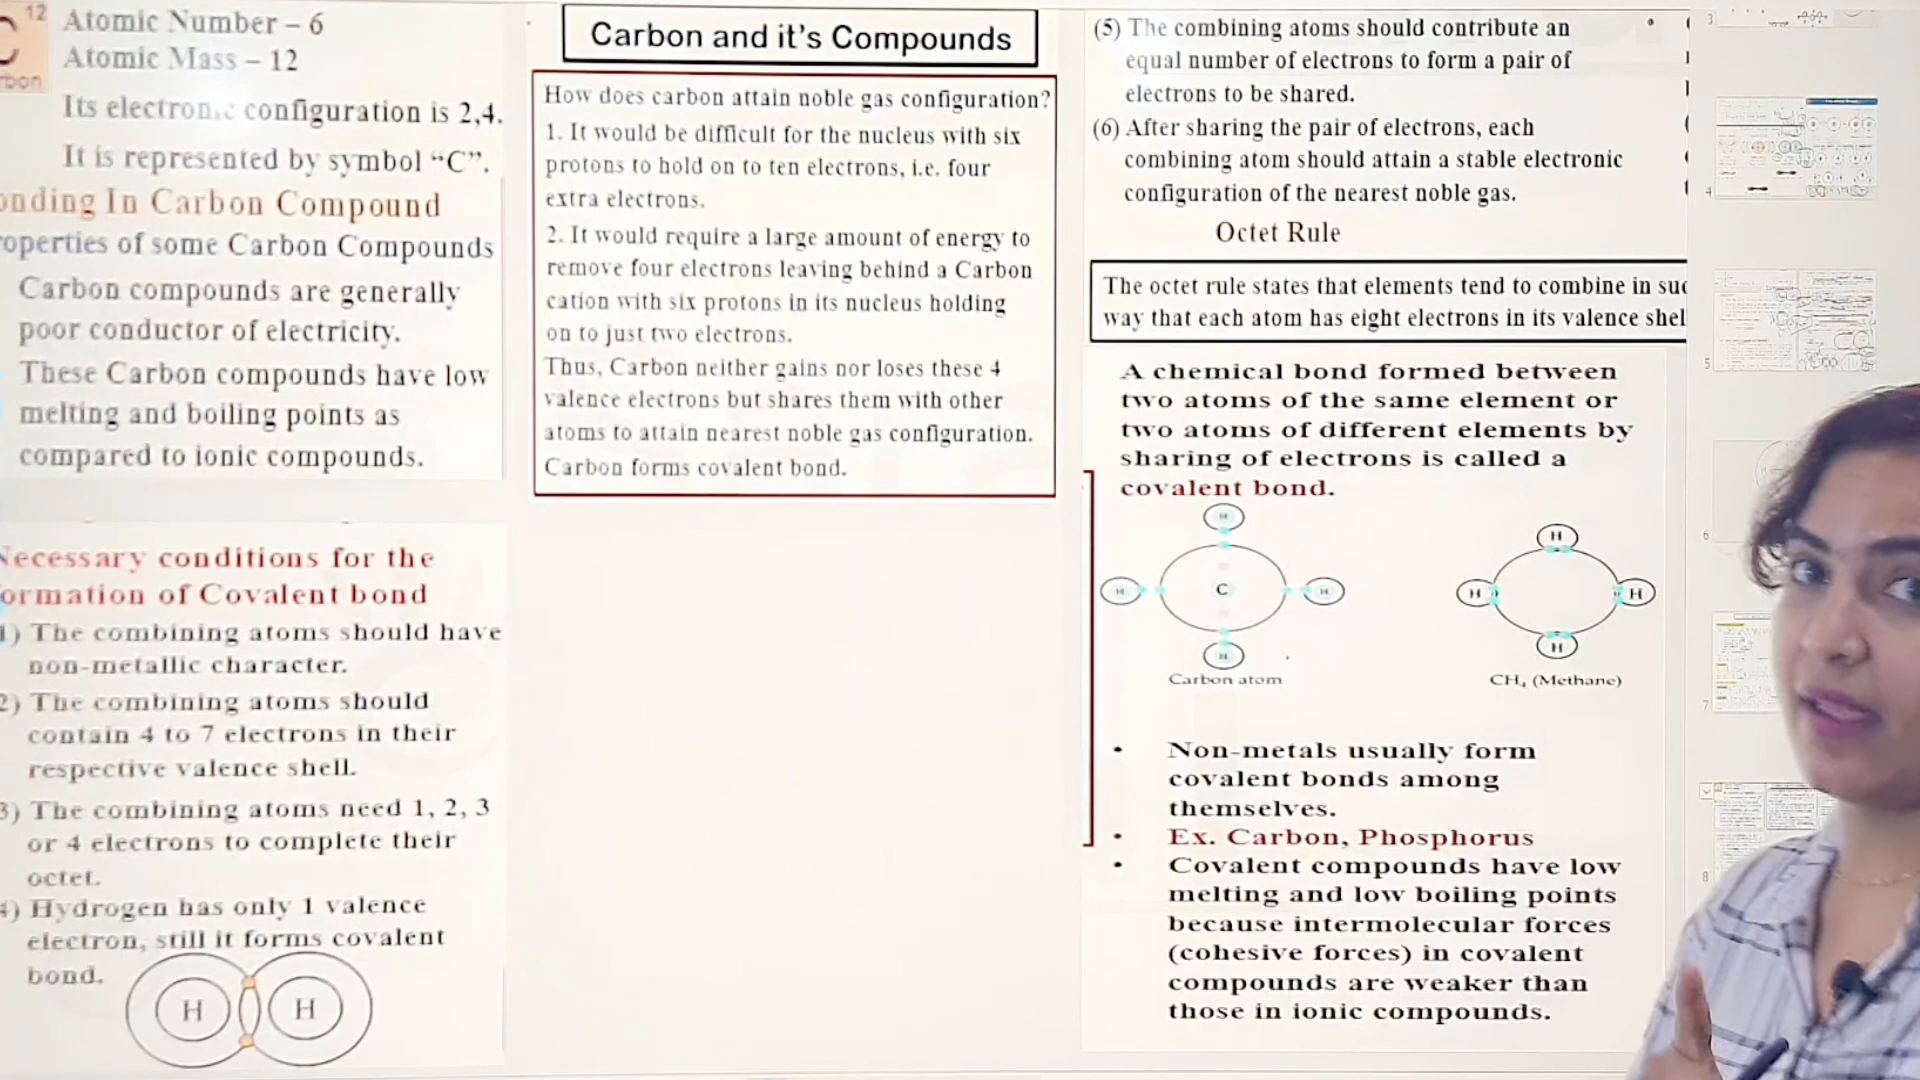 12
C
rbon
Atomic Number – 6
Atomic Mass – 12
Its electronic configuration is 2,4.
It is represented by symbol “C”.
onding In Carbon Compound
roperties of some Carbon Compounds
Carbon compounds are generally
poor conductor of electricity.
These Carbon compounds have low
melting and boiling points as
compared to ionic compounds.
Necessary conditions for the
ormation of Covalent bond
1) The combining atoms should have
non-metallic character.
2) The combining atoms should
contain 4 to 7 electrons in their
respective valence shell.
3) The combining atoms need 1, 2, 3
or 4 electrons to complete their
octet.
4) Hydrogen has only 1 valence
electron, still it forms covalent
bond.
H H
Carbon and it's Compounds
How does carbon attain noble gas configuration?
1. It would be difficult for the nucleus with six
protons to hold on to ten electrons, i.e. four
extra electrons.
2. It would require a large amount of energy to
remove four electrons leaving behind a Carbon
cation with six protons in its nucleus holding
on to just two electrons.
Thus, Carbon neither gains nor loses these 4
valence electrons but shares them with other
atoms to attain nearest noble gas configuration.
Carbon forms covalent bond.
(5) The combining atoms should contribute an
equal number of electrons to form a pair of
electrons to be shared.
(6) After sharing the pair of electrons, each
combining atom should attain a stable electronic
configuration of the nearest noble gas.
Octet Rule
The octet rule states that elements tend to combine in suc
way that each atom has eight electrons in its valence shel
A chemical bond formed between
two atoms of the same element or
two atoms of different elements by
sharing of electrons is called a
covalent bond.
H
H C H
H
Carbon atom
H
H H
H
CH₄ (Methane)
• Non-metals usually form
covalent bonds among
themselves.
• Ex. Carbon, Phosphorus
• Covalent compounds have low
melting and low boiling points
because intermolecular forces
(cohesive forces) in covalent
compounds are weaker than
those in ionic compounds.
3
4
5
6
7
8